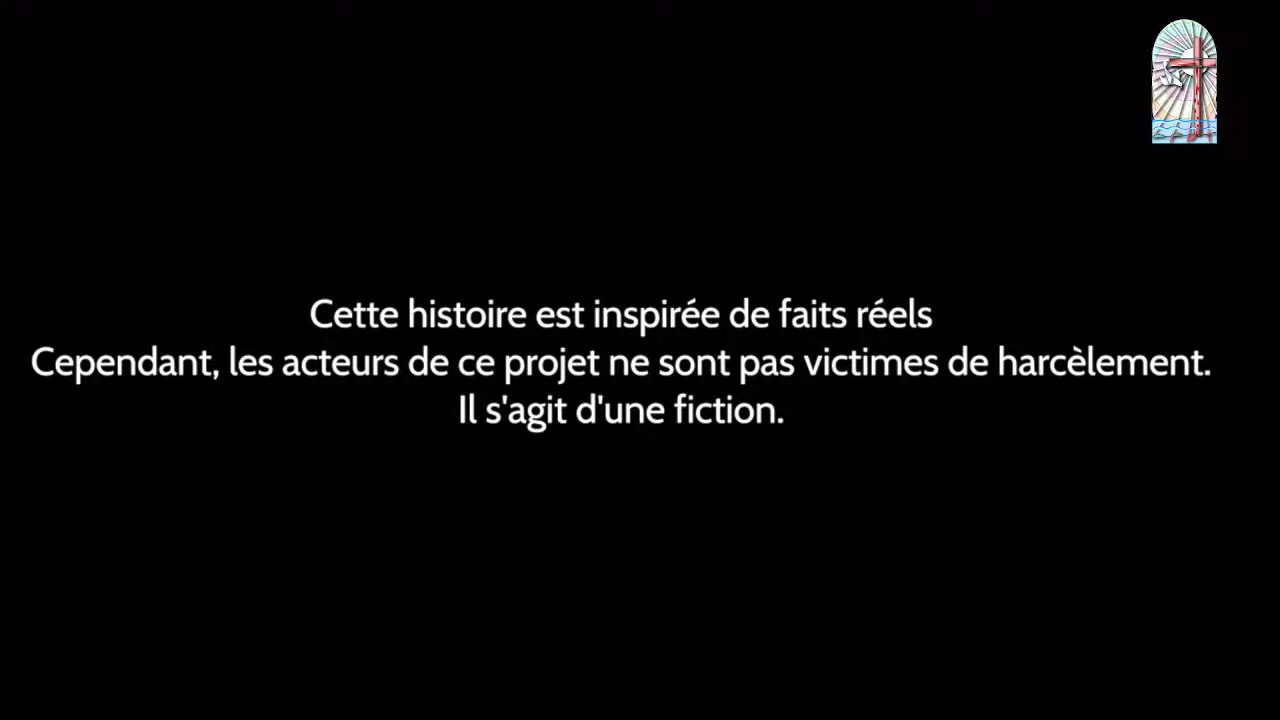 Cette histoire est inspirée de faits réels
Cependant, les acteurs de ce projet ne sont pas victimes de harcèlement.
Il s'agit d'une fiction.